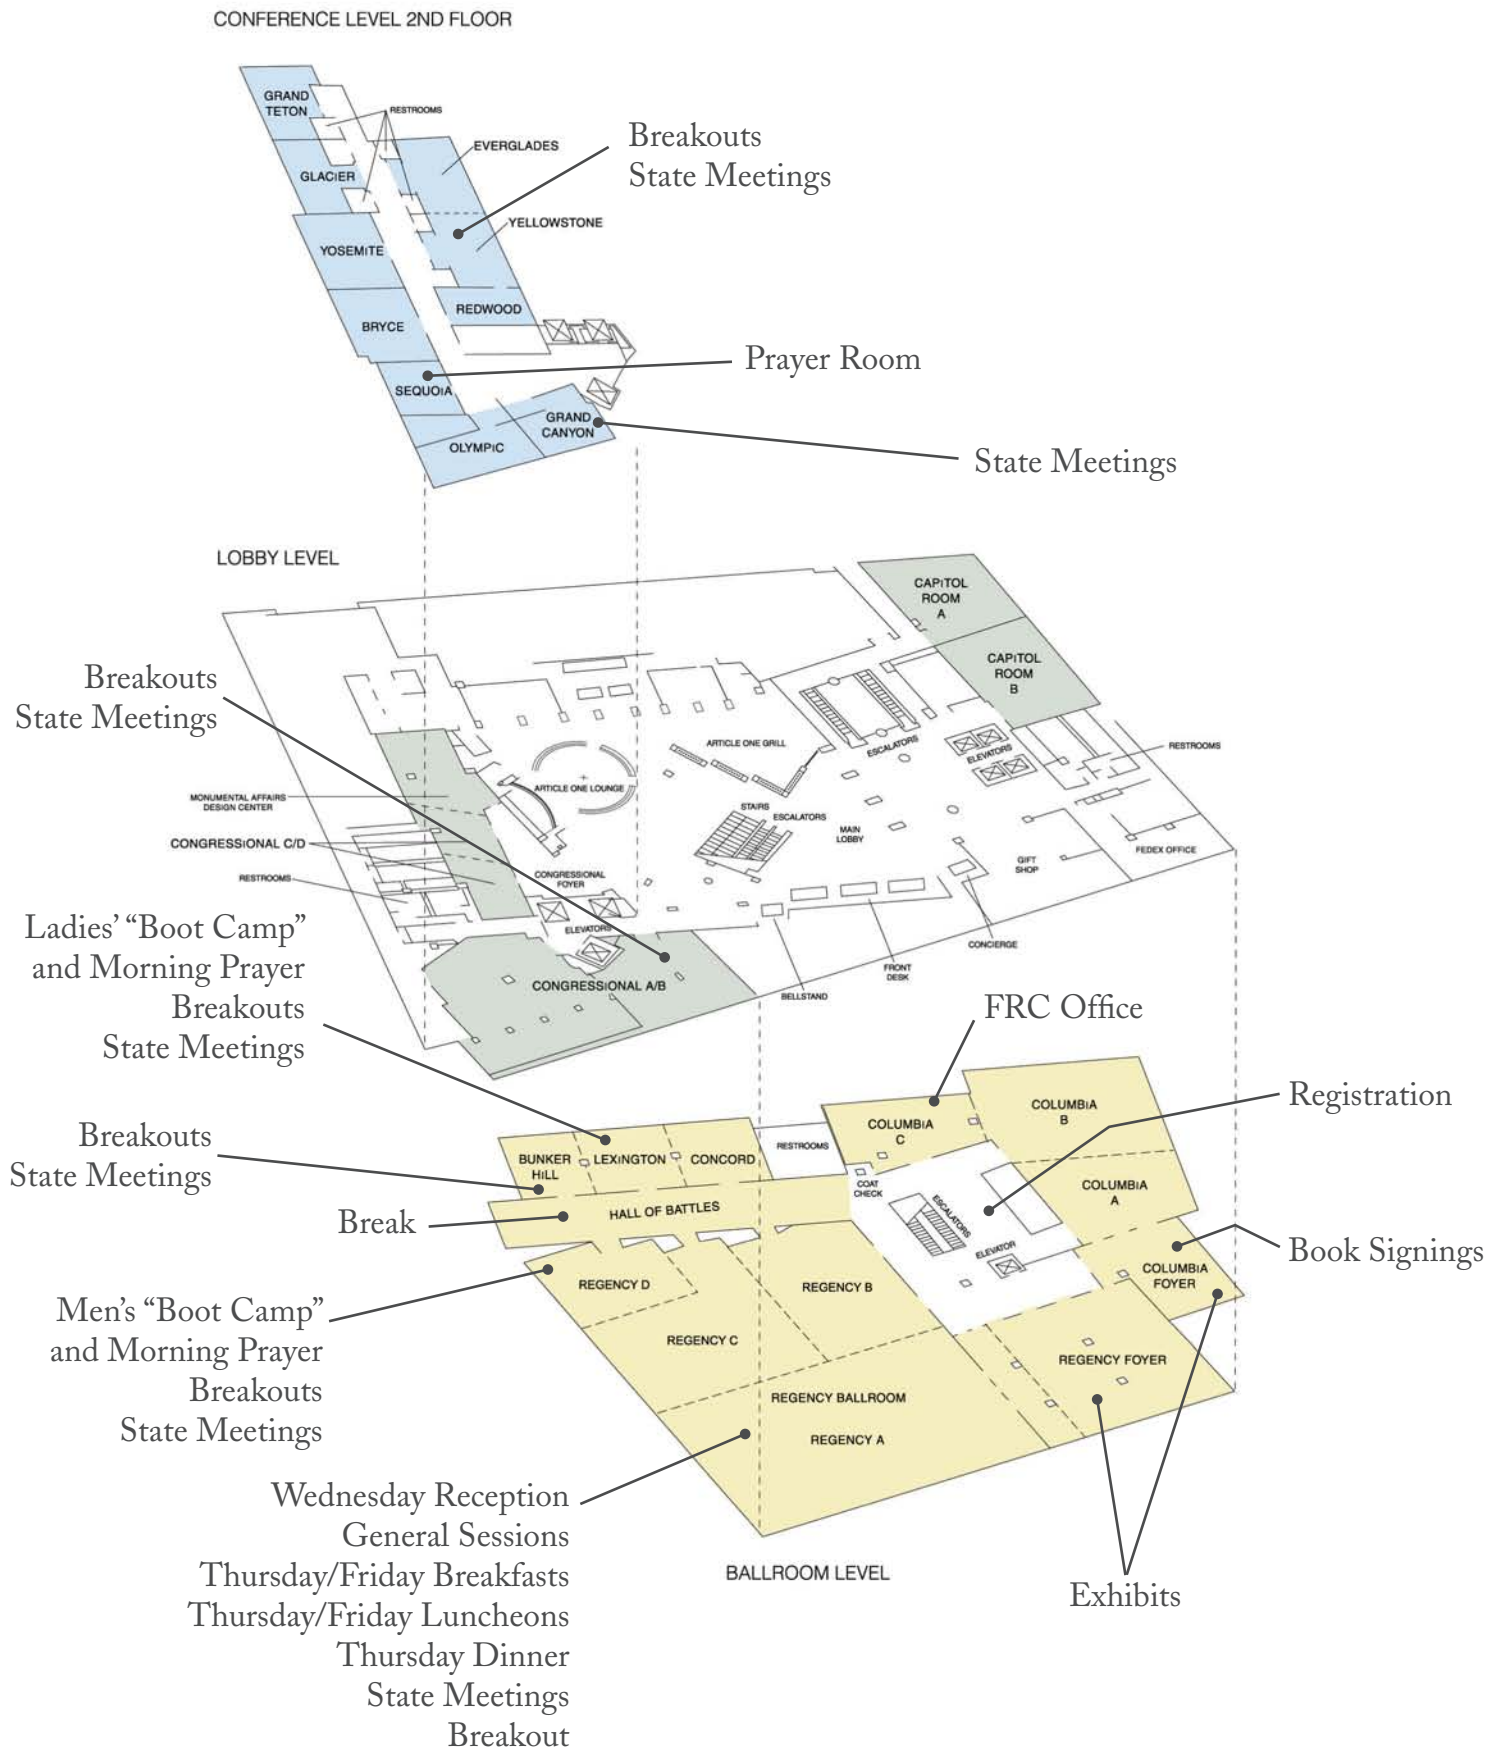 CONFERENCE LEVEL 2ND FLOOR
GRAND
TETON
RESTROOMS
EVERGLADES
Breakouts
State Meetings
GLACIER
YELLOWSTONE
YOSEMITE
REDWOOD
BRYCE
Prayer Room
SEQUOIA
GRAND
CANYON
OLYMPIC
State Meetings
LOBBY LEVEL
CAPITOL
ROOM
A
CAPITOL
ROOM
B
Breakouts
State Meetings
ARTICLE ONE GRILL
ESCALATORS
ELEVATORS
RESTROOMS
ARTICLE ONE LOUNGE
MONUMENTAL AFFAIRS
DESIGN CENTER
STAIRS
ESCALATORS
MAIN
LOBBY
CONGRESSIONAL C/D
FEDEX OFFICE
GIFT
SHOP
RESTROOMS
CONGRESSIONAL
FOYER
ELEVATORS
CONCIERGE
FRONT
DESK
BELLSTAND
CONGRESSIONAL A/B
Ladies’ “Boot Camp”
and Morning Prayer
Breakouts
State Meetings
FRC Office
Registration
COLUMBIA
B
COLUMBIA
C
RESTROOMS
Breakouts
State Meetings
BUNKER
HILL
LEXINGTON
CONCORD
COAT
CHECK
COLUMBIA
A
HALL OF BATTLES
Break
ESCALATORS
ELEVATOR
Book Signings
COLUMBIA
FOYER
REGENCY D
REGENCY B
Men’s “Boot Camp”
and Morning Prayer
Breakouts
State Meetings
REGENCY C
REGENCY FOYER
REGENCY BALLROOM
REGENCY A
Wednesday Reception
General Sessions
Thursday/Friday Breakfasts
Thursday/Friday Luncheons
Thursday Dinner
State Meetings
Breakout
BALLROOM LEVEL
Exhibits